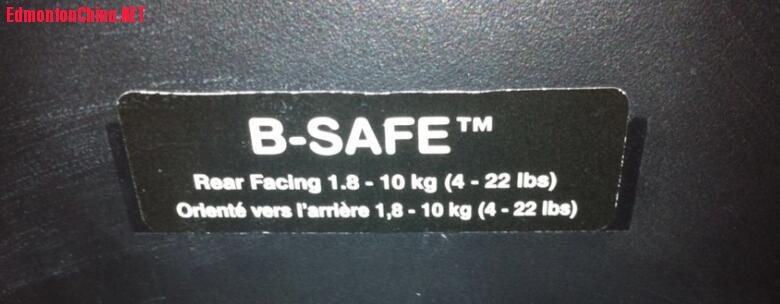 EdmontonChina.NET
B-SAFE™
Rear Facing 1.8 - 10 kg (4 - 22 lbs)
Orienté vers l'arrière 1,8 - 10 kg (4 - 22 lbs)